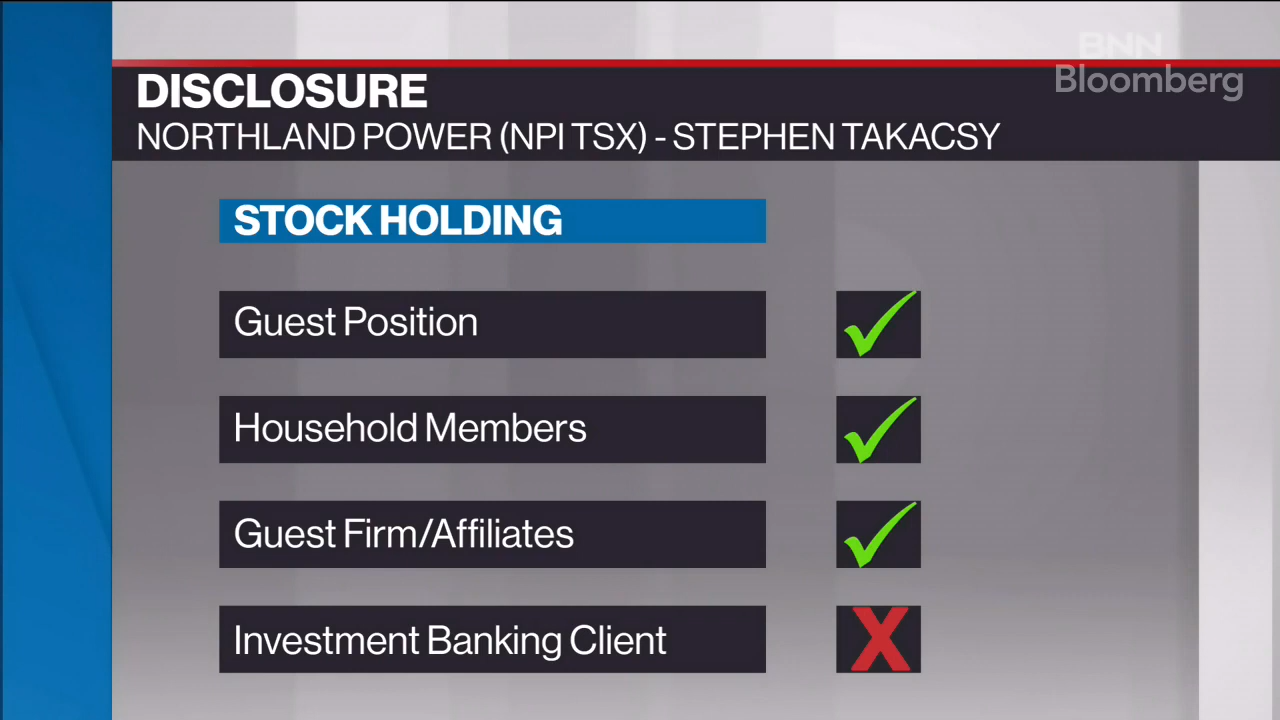 BNN
Bloomberg
DISCLOSURE
NORTHLAND POWER (NPI TSX) - STEPHEN TAKACSY
STOCK HOLDING
Guest Position
Household Members
Guest Firm/Affiliates
Investment Banking Client
X